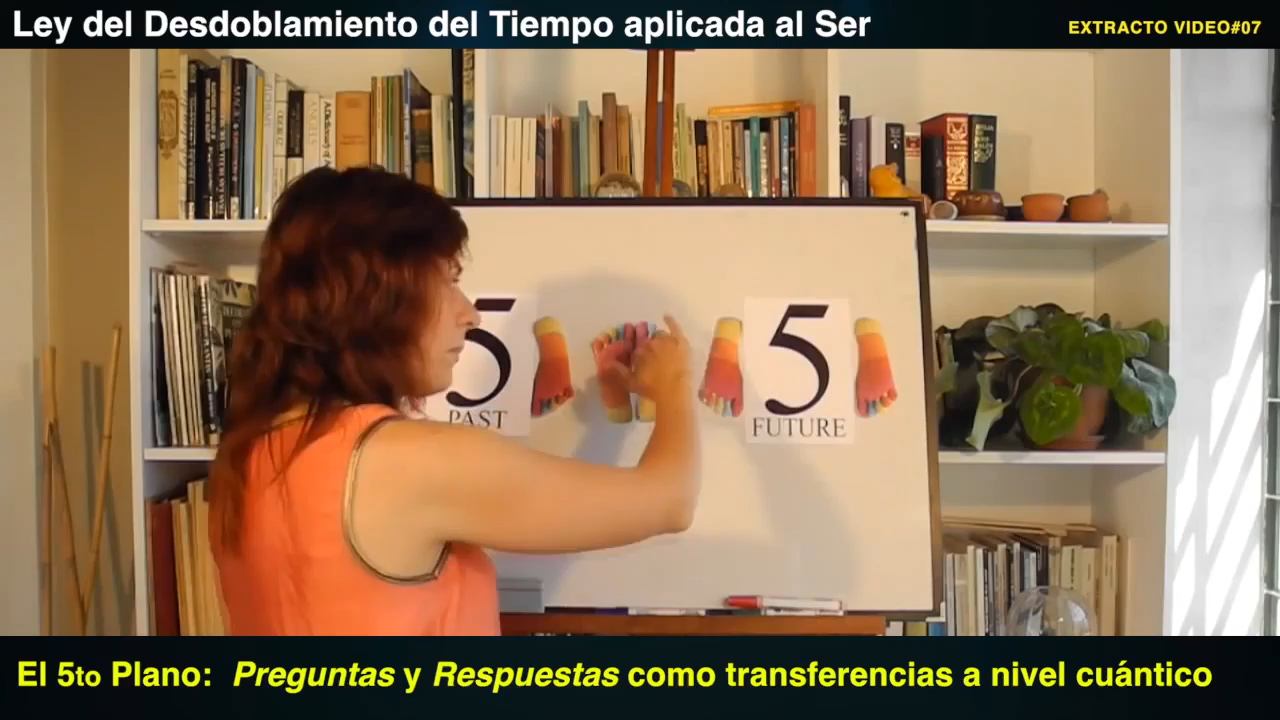 Ley del Desdoblamiento del Tiempo aplicada al Ser
EXTRACTO VIDEO#07
5
PAST
5
FUTURE
El 5to Plano: Preguntas y Respuestas como transferencias a nivel cuántico